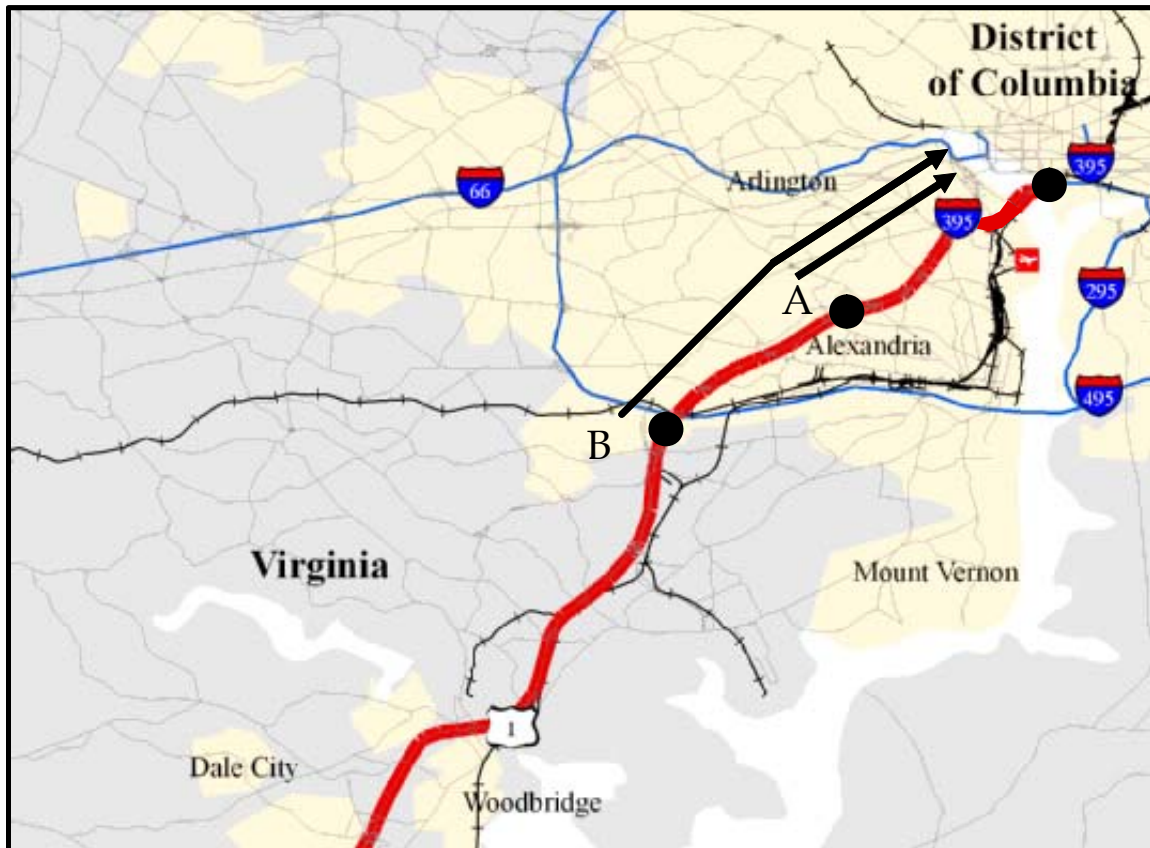 District
of Columbia
395
66
Arlington
395
295
A
Alexandria
495
B
Virginia
Mount Vernon
1
Dale City
Woodbridge